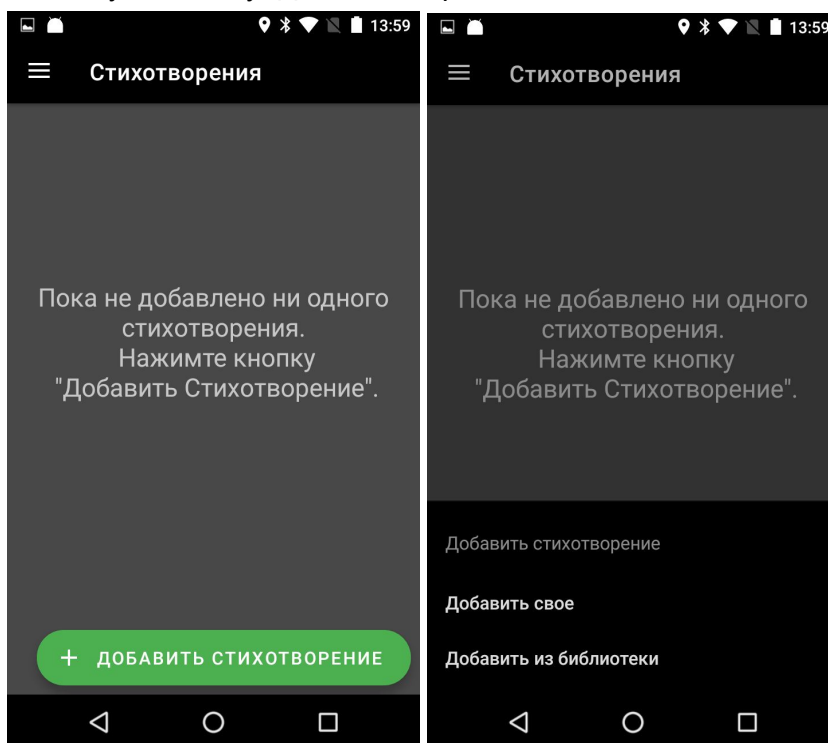 13:59
Стихотворения
Пока не добавлено ни одного
стихотворения.
Нажимте кнопку
"Добавить Стихотворение".
+ ДОБАВИТЬ СТИХОТВОРЕНИЕ
13:59
Стихотворения
Пока не добавлено ни одного
стихотворения.
Нажимте кнопку
"Добавить Стихотворение".
Добавить стихотворение
Добавить свое
Добавить из библиотеки